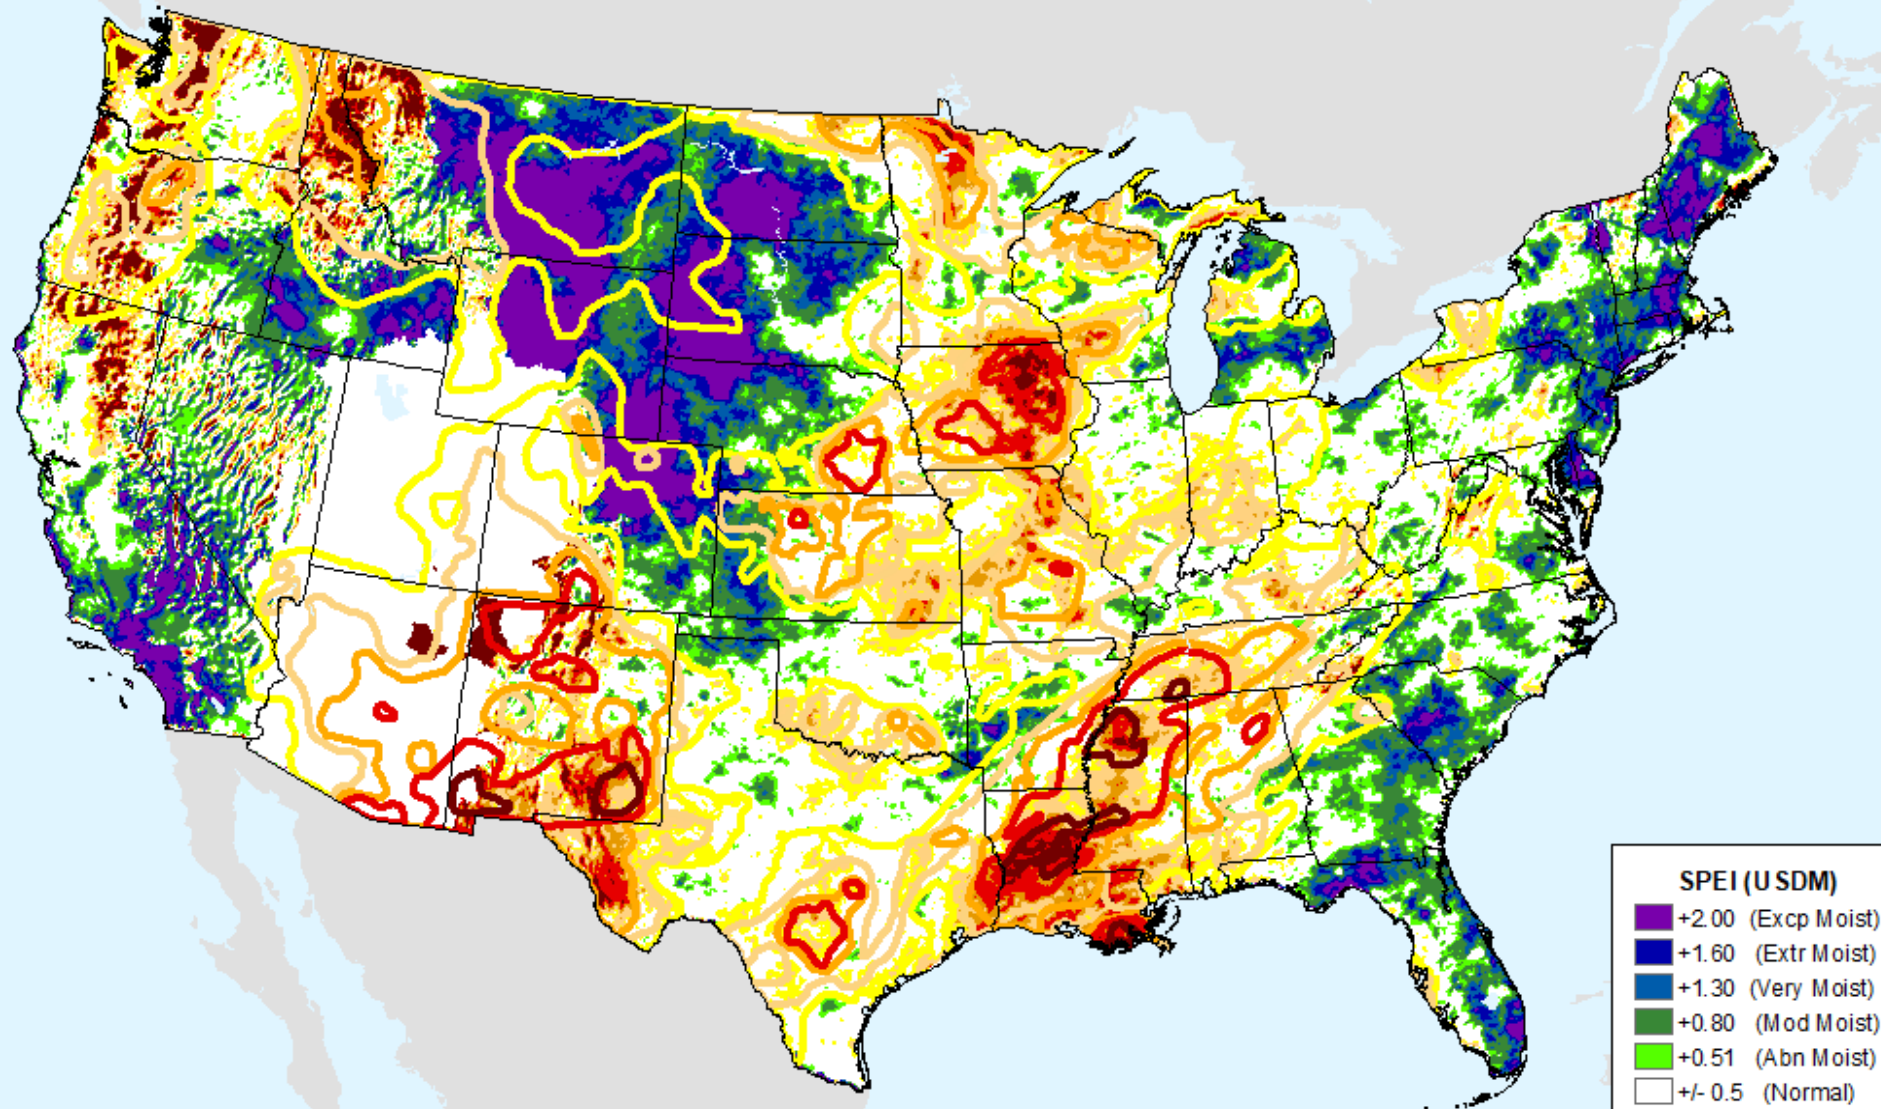 SPEI (USDM)
+2.00 (Excp Moist)
+1.60 (Extr Moist)
+1.30 (Very Moist)
+0.80 (Mod Moist)
+0.51 (Abn Moist)
+/- 0.5 (Normal)